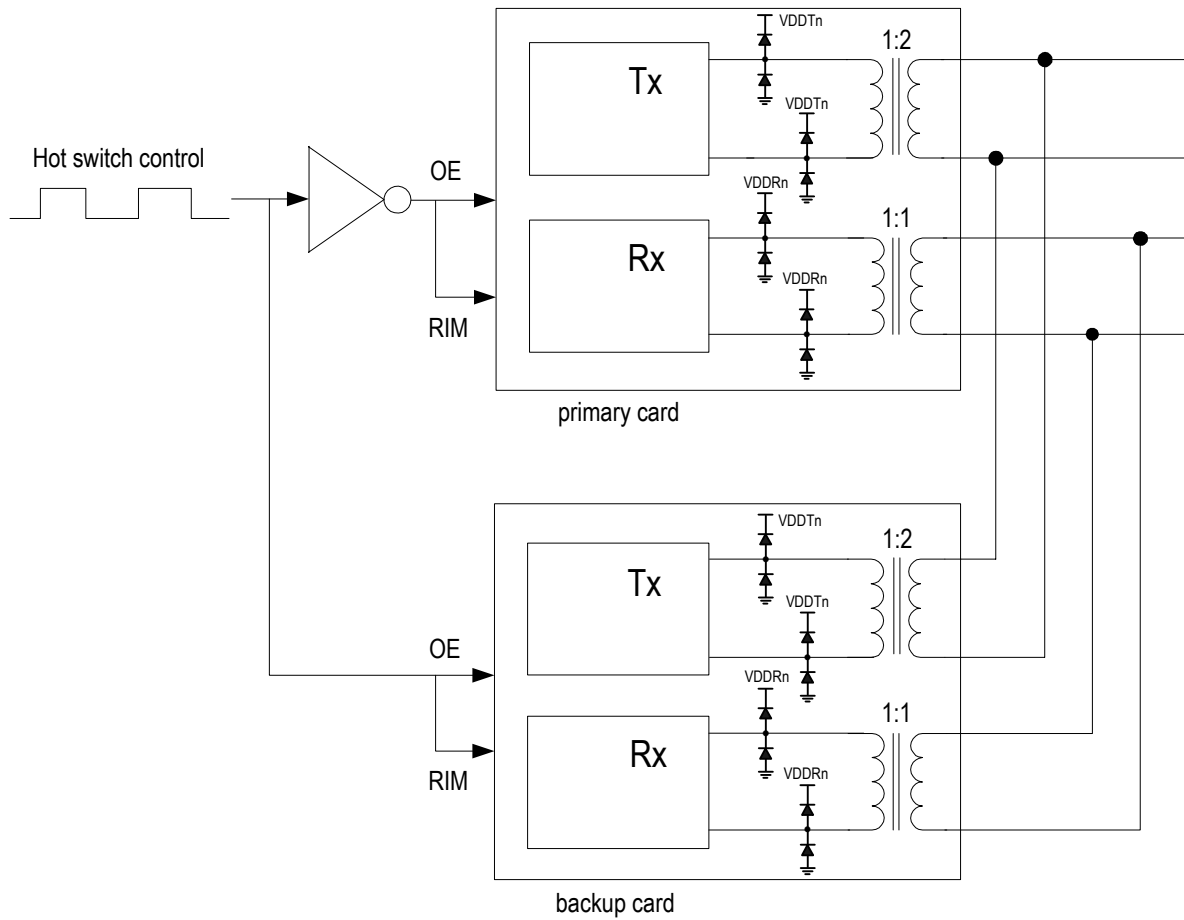 VDDTn
1:2
Tx
VDDTn
Hot switch control
OE
VDDRn
1:1
Rx
VDDRn
RIM
primary card
VDDTn
1:2
Tx
VDDTn
OE
VDDRn
1:1
Rx
VDDRn
RIM
backup card